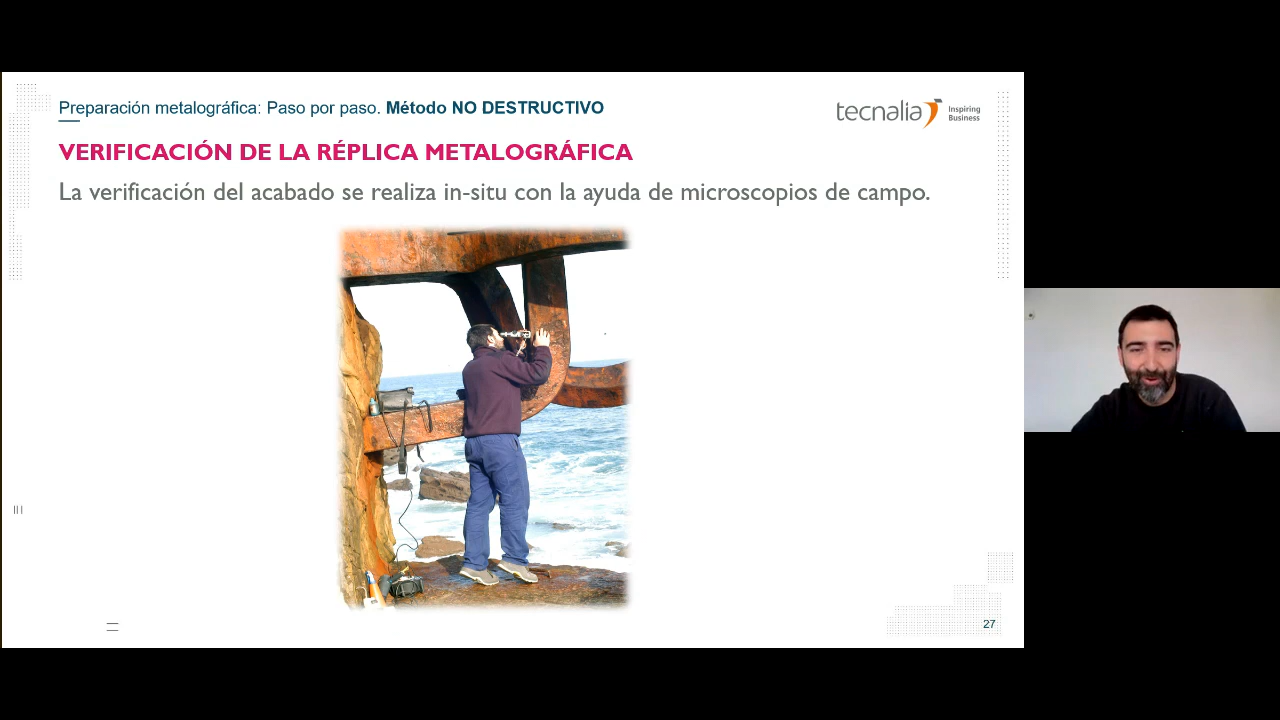 Preparación metalográfica: Paso por paso. Método NO DESTRUCTIVO
tecnalia Inspiring
Business
VERIFICACIÓN DE LA RÉPLICA METALOGRÁFICA
La verificación del acabado se realiza in-situ con la ayuda de microscopios de campo.
27